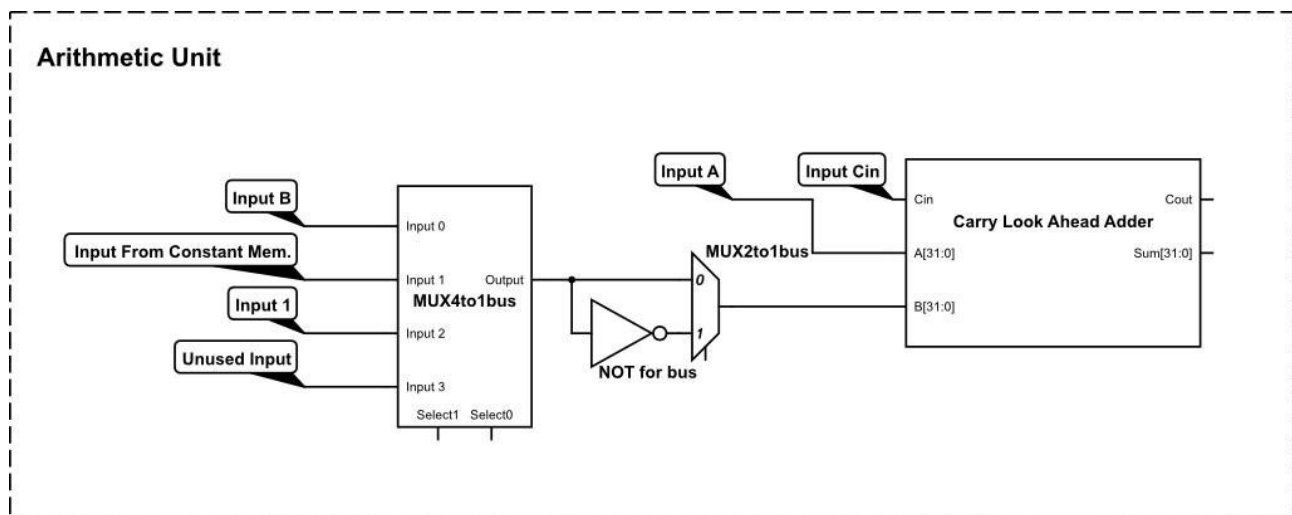 Arithmetic Unit
Input B
Input From Constant Mem.
Input 1
Unused Input
Input 0
Input 1
Input 2
Input 3
Output
MUX4to1bus
Select1 Select0
NOT for bus
MUX2to1bus
0
1
Input A
Input Cin
Cin
A[31:0]
B[31:0]
Carry Look Ahead Adder
Cout
Sum[31:0]